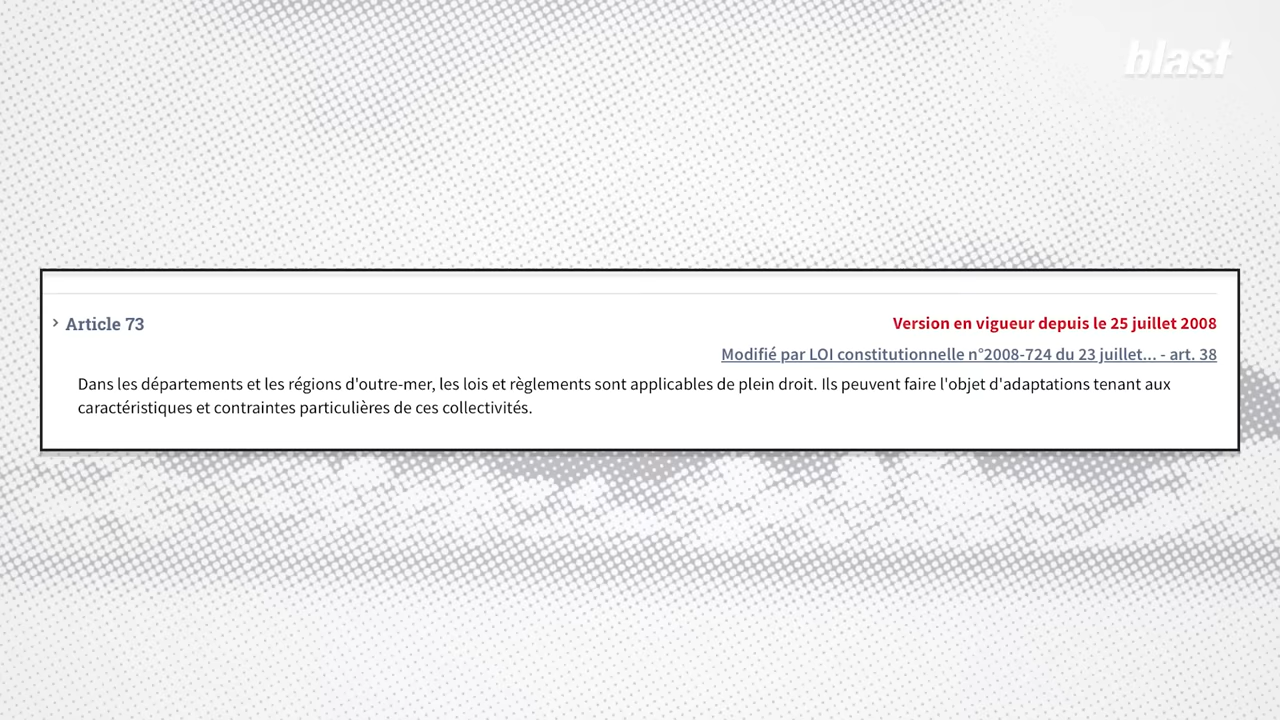 blast
Article 73
Version en vigueur depuis le 25 juillet 2008
Modifié par LOI constitutionnelle n°2008-724 du 23 juillet... - art. 38
Dans les départements et les régions d'outre-mer, les lois et règlements sont applicables de plein droit. Ils peuvent faire l'objet d'adaptations tenant aux
caractéristiques et contraintes particulières de ces collectivités.